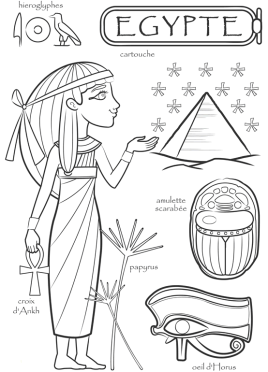 hieroglyphes
EGYPTE
cartouche
amulette
scarabée
papyrus
croix
d'Ankh
oeil d'Horus